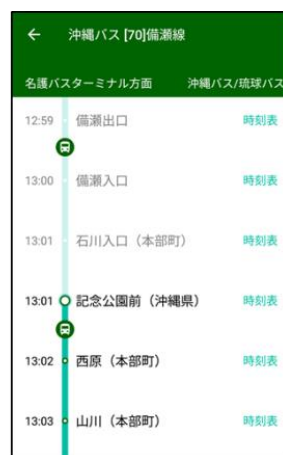 ← 沖縄バス [70]備瀬線
名護バスターミナル方面 沖縄バス/琉球バス
12:59 備瀬出口 時刻表
13:00 備瀬入口 時刻表
13:01 石川入口（本部町） 時刻表
13:01 記念公園前（沖縄県） 時刻表
13:02 西原（本部町） 時刻表
13:03 山川（本部町） 時刻表